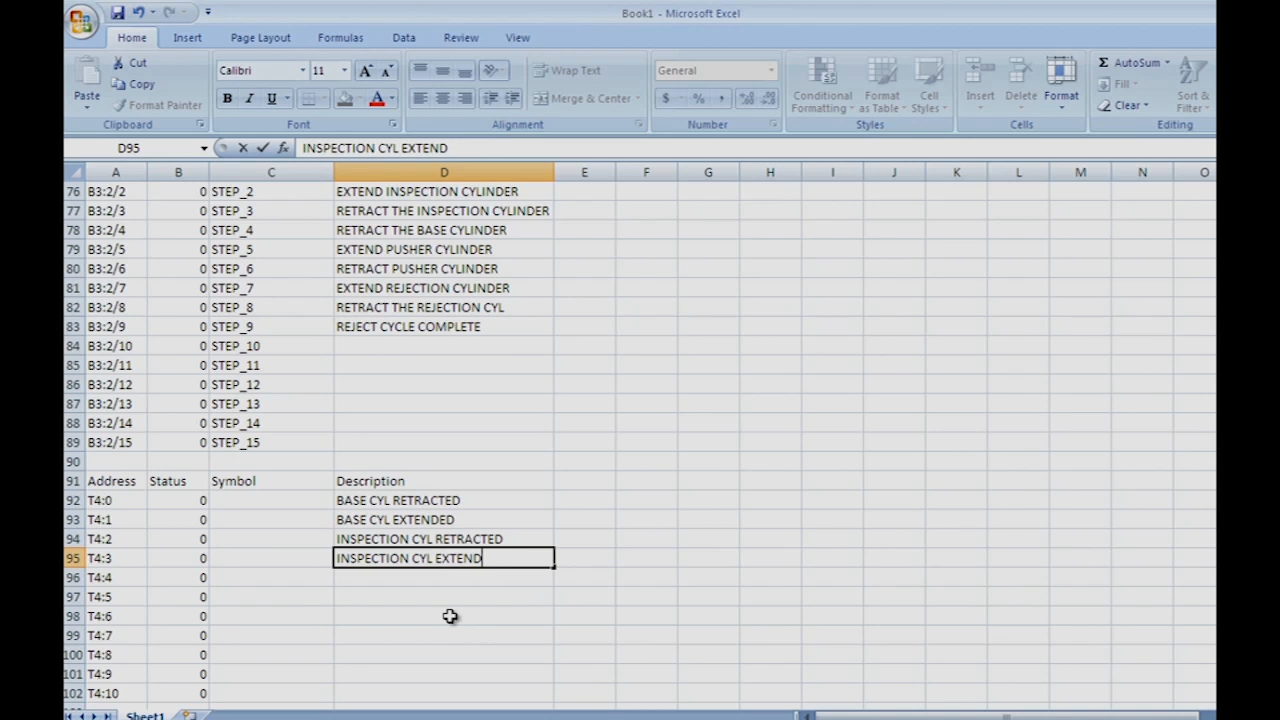 Book1 - Microsoft Excel
Home Insert Page Layout Formulas Data Review View
Cut
Copy
Format Painter
Paste
Calibri 11
B I U A
Wrap Text
Merge & Center
General
$ % ,
Conditional Formatting
Format as Table
Cell Styles
Insert Delete Format
Σ AutoSum
Fill
Clear
Sort & Filter
Clipboard Font Alignment Number Styles Cells Editing
D95 fx INSPECTION CYL EXTEND
A B C D E F G H I J K L M N O
76 B3:2/2 0 STEP_2 EXTEND INSPECTION CYLINDER
77 B3:2/3 0 STEP_3 RETRACT THE INSPECTION CYLINDER
78 B3:2/4 0 STEP_4 RETRACT THE BASE CYLINDER
79 B3:2/5 0 STEP_5 EXTEND PUSHER CYLINDER
80 B3:2/6 0 STEP_6 RETRACT PUSHER CYLINDER
81 B3:2/7 0 STEP_7 EXTEND REJECTION CYLINDER
82 B3:2/8 0 STEP_8 RETRACT THE REJECTION CYL
83 B3:2/9 0 STEP_9 REJECT CYCLE COMPLETE
84 B3:2/10 0 STEP_10
85 B3:2/11 0 STEP_11
86 B3:2/12 0 STEP_12
87 B3:2/13 0 STEP_13
88 B3:2/14 0 STEP_14
89 B3:2/15 0 STEP_15
90
91 Address Status Symbol Description
92 T4:0 0 BASE CYL RETRACTED
93 T4:1 0 BASE CYL EXTENDED
94 T4:2 0 INSPECTION CYL RETRACTED
95 T4:3 0 INSPECTION CYL EXTEND
96 T4:4 0
97 T4:5 0
98 T4:6 0
99 T4:7 0
100 T4:8 0
101 T4:9 0
102 T4:10 0
Sheet1